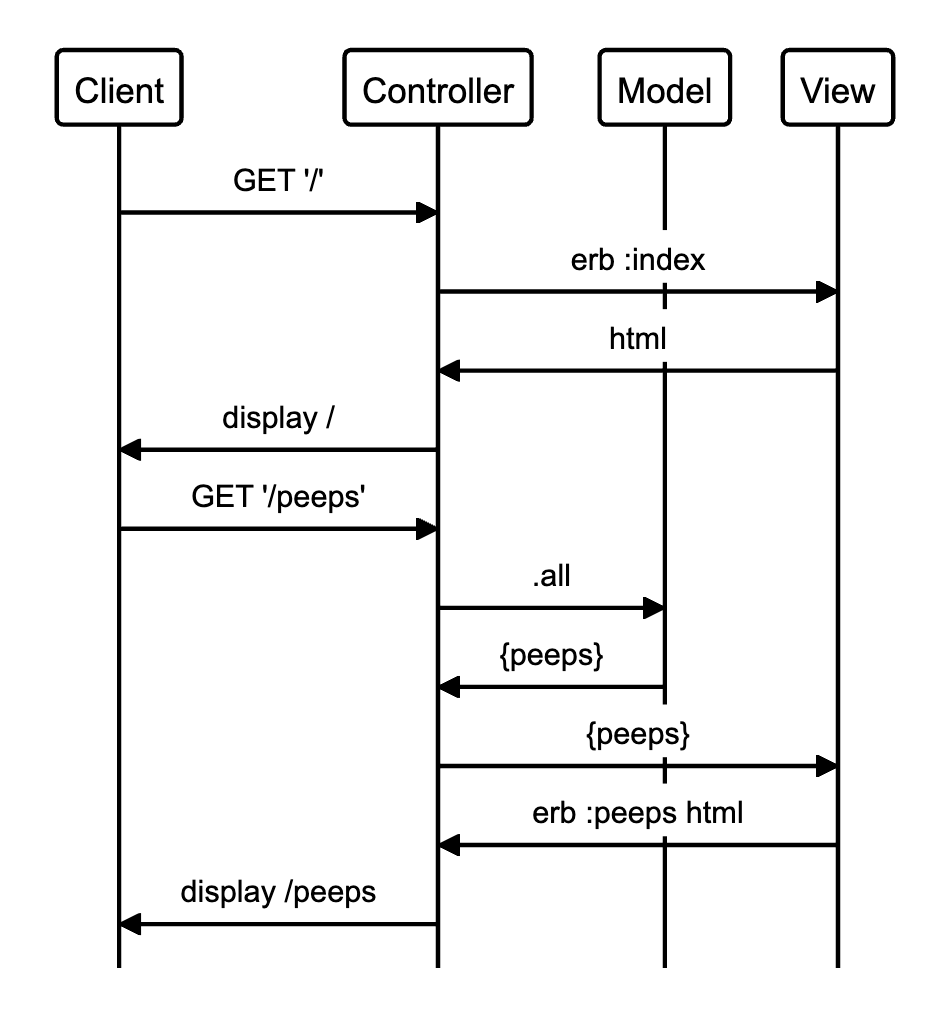 Client
Controller
Model
View
GET '/'
erb :index
html
display /
GET '/peeps'
.all
{peeps}
{peeps}
erb :peeps html
display /peeps